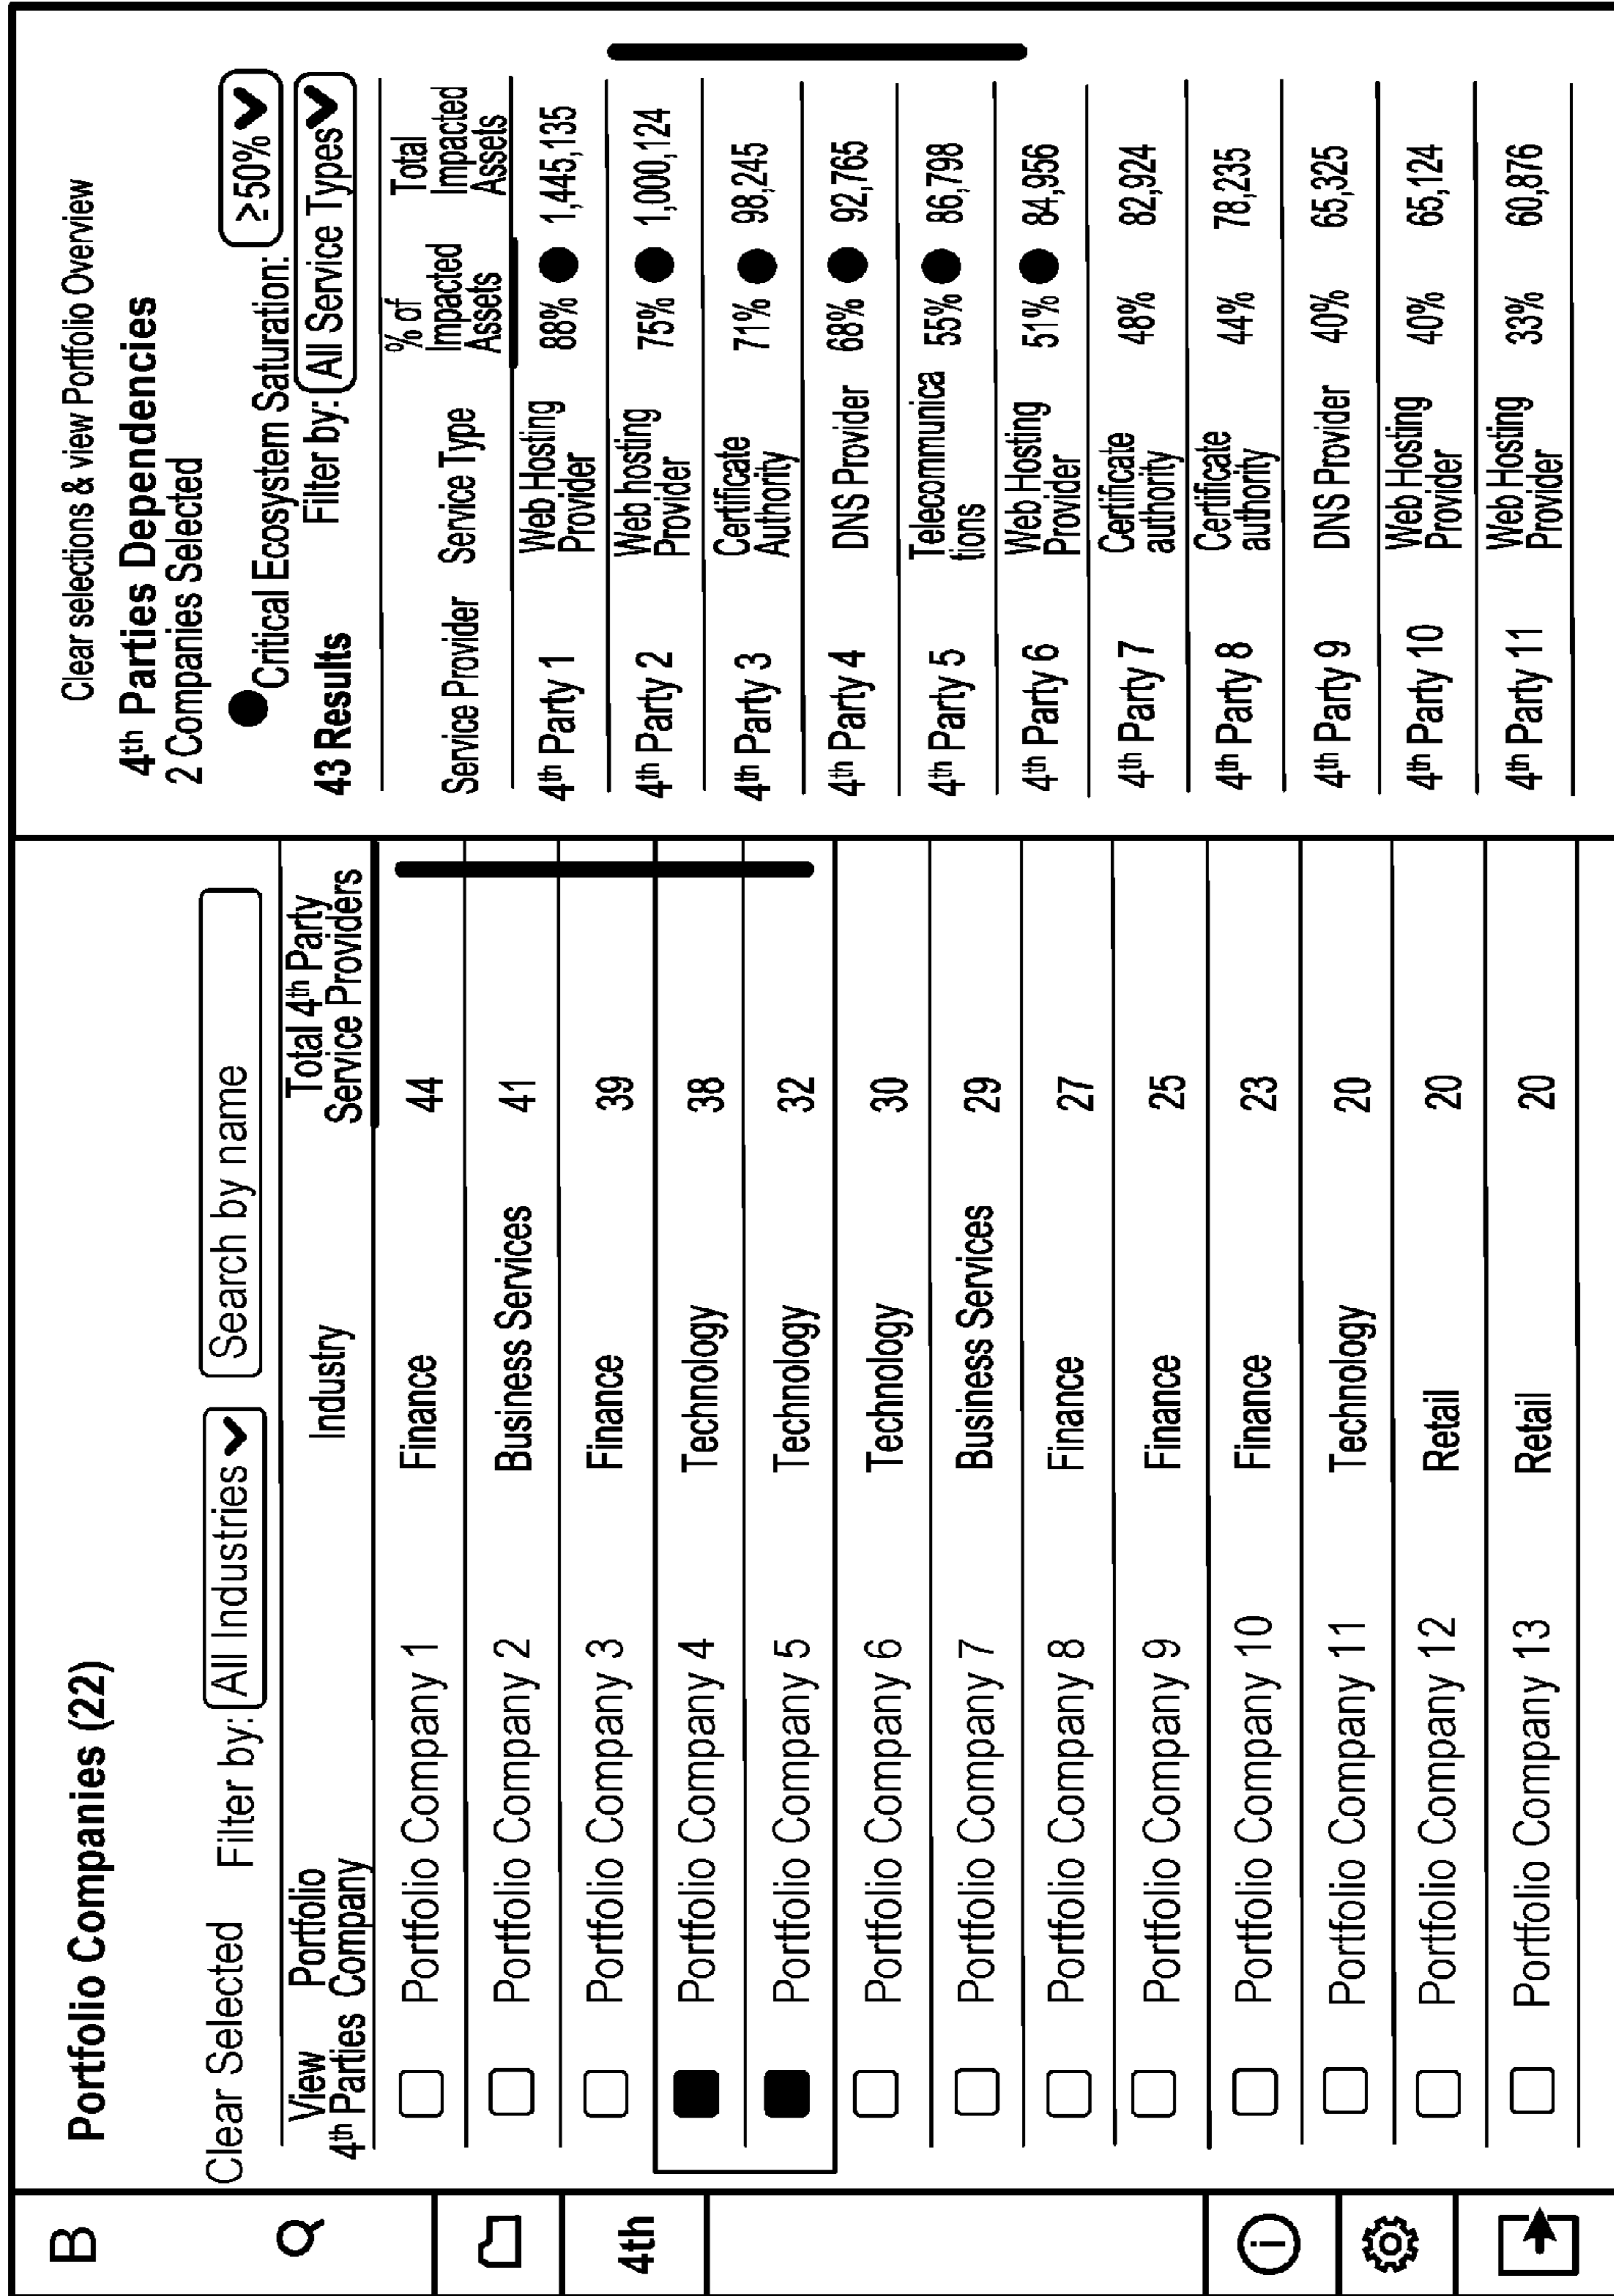 B
4th
Portfolio Companies (22)
Clear Selected Filter by: All Industries Search by name
View 4th Parties Portfolio Company Industry Total 4th Party Service Providers
Portfolio Company 1 Finance 44
Portfolio Company 2 Business Services 41
Portfolio Company 3 Finance 39
Portfolio Company 4 Technology 38
Portfolio Company 5 Technology 32
Portfolio Company 6 Technology 30
Portfolio Company 7 Business Services 29
Portfolio Company 8 Finance 27
Portfolio Company 9 Finance 25
Portfolio Company 10 Finance 23
Portfolio Company 11 Technology 20
Portfolio Company 12 Retail 20
Portfolio Company 13 Retail 20
Clear selections & view Portfolio Overview
4th Parties Dependencies
2 Companies Selected
Critical Ecosystem Saturation: ≥50%
43 Results Filter by: All Service Types
Service Provider Service Type % of Impacted Assets Total Impacted Assets
4th Party 1 Web Hosting Provider 88% 1,445,135
4th Party 2 Web hosting Provider 75% 1,000,124
4th Party 3 Certificate Authority 71% 98,245
4th Party 4 DNS Provider 68% 92,765
4th Party 5 Telecommunica tions 55% 86,798
4th Party 6 Web Hosting Provider 51% 84,956
4th Party 7 Certificate authority 48% 82,924
4th Party 8 Certificate authority 44% 78,235
4th Party 9 DNS Provider 40% 65,325
4th Party 10 Web Hosting Provider 40% 65,124
4th Party 11 Web Hosting Provider 33% 60,876